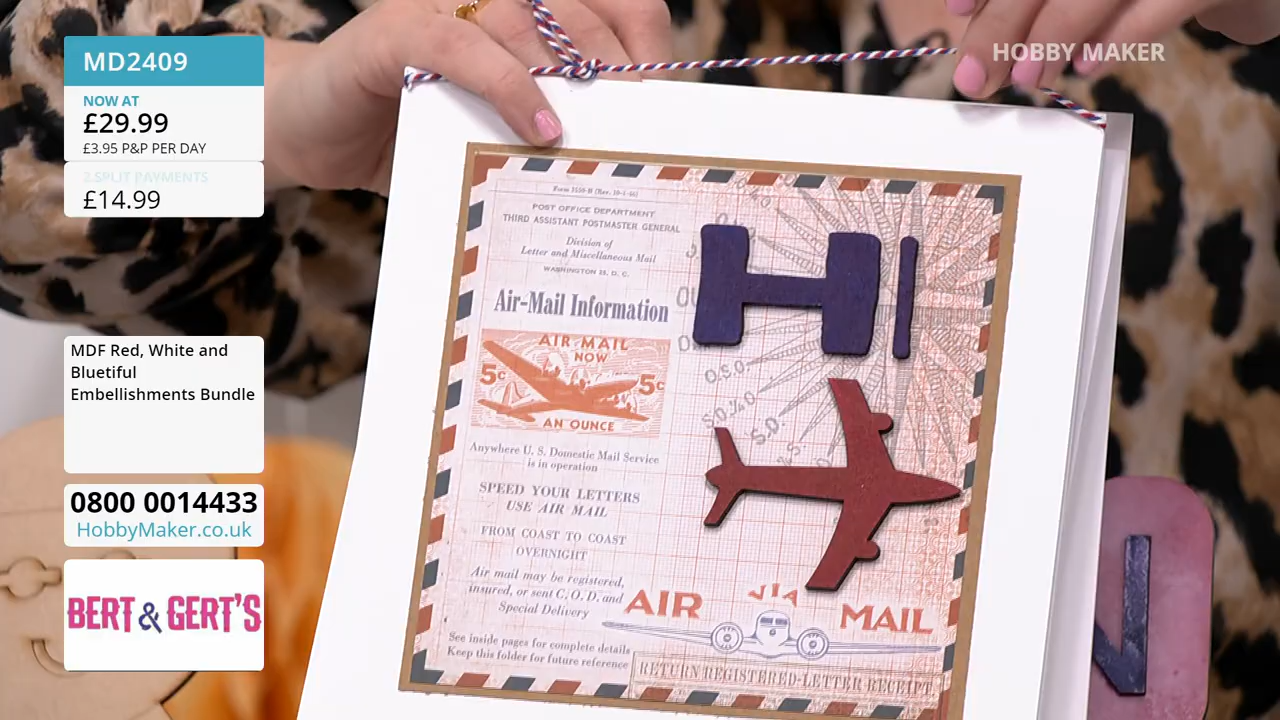 MD2409
NOW AT
£29.99
£3.95 P&P PER DAY
2 SPLIT PAYMENTS
£14.99
MDF Red, White and
Bluetiful
Embellishments Bundle
0800 0014433
HobbyMaker.co.uk
BERT & GERT'S
HOBBY MAKER
POST OFFICE DEPARTMENT
THIRD ASSISTANT POSTMASTER GENERAL
Division of
Letter and Miscellaneous Mail
WASHINGTON 25, D. C.
Air-Mail Information
AIR MAIL
NOW
5c 5c
AN OUNCE
Anywhere U. S. Domestic Mail Service
is in operation
SPEED YOUR LETTERS
USE AIR MAIL
FROM COAST TO COAST
OVERNIGHT
Air mail may be registered,
insured, or sent C. O. D. and
Special Delivery
See inside pages for complete details
Keep this folder for future reference
HI
O.S.O.
S.O.¼O
S.O.
AIR VIA MAIL
RETURN REGISTERED-LETTER RECEIPT
N